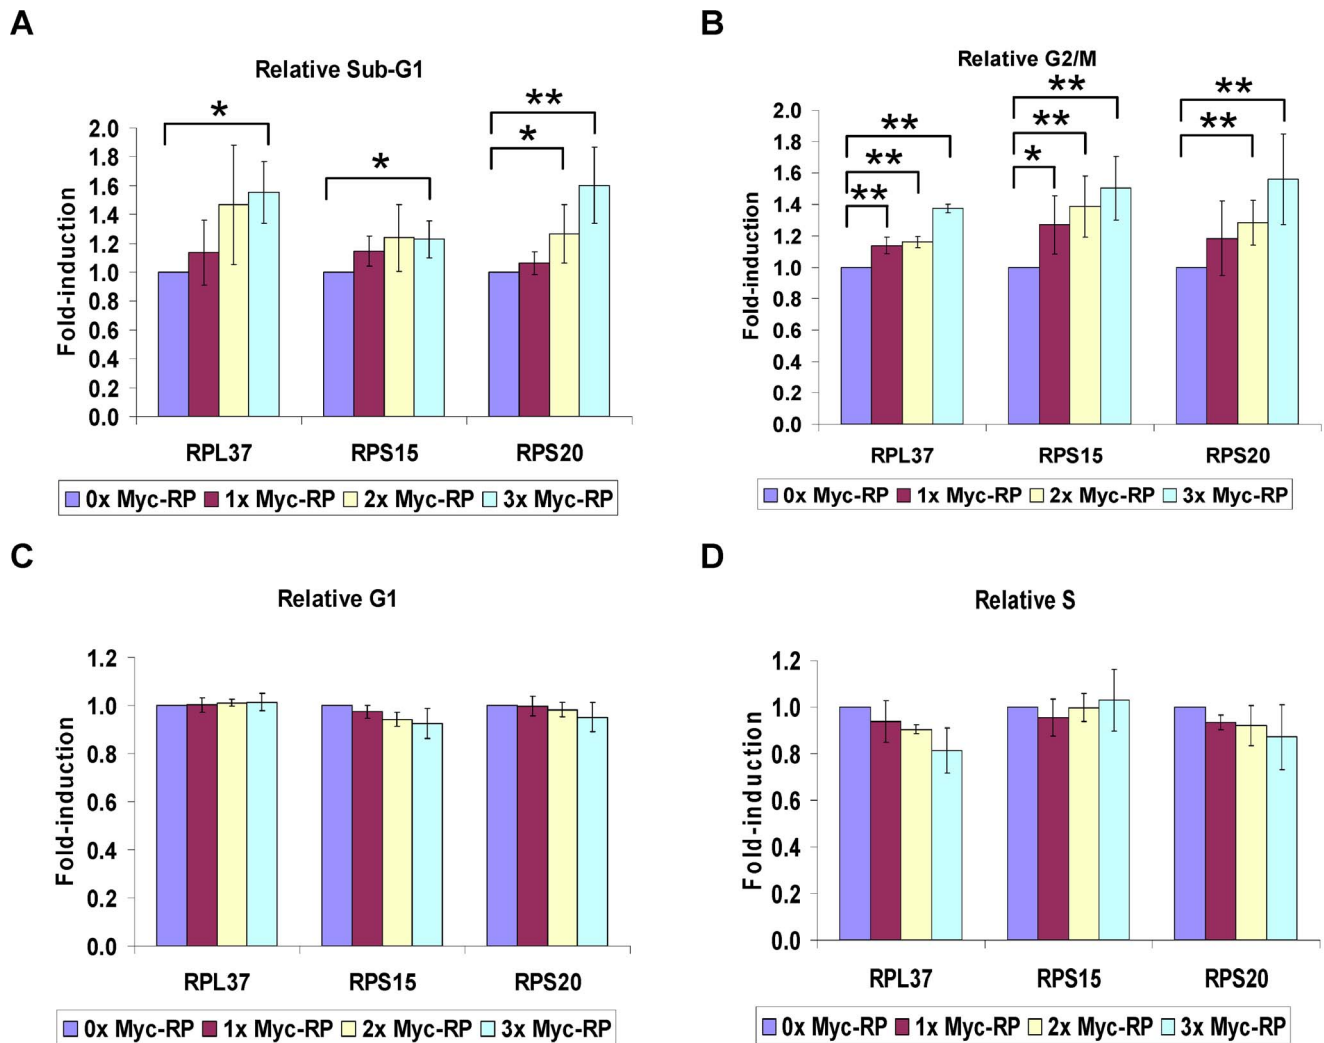 A
Relative Sub-G1
*
*
**
*
Fold-induction
2.0
1.8
1.6
1.4
1.2
1.0
0.8
0.6
0.4
0.2
0.0
RPL37 RPS15 RPS20
0x Myc-RP 1x Myc-RP 2x Myc-RP 3x Myc-RP
B
Relative G2/M
**
**
**
**
**
*
**
**
Fold-induction
2.0
1.8
1.6
1.4
1.2
1.0
0.8
0.6
0.4
0.2
0.0
RPL37 RPS15 RPS20
0x Myc-RP 1x Myc-RP 2x Myc-RP 3x Myc-RP
C
Relative G1
Fold-induction
1.2
1.0
0.8
0.6
0.4
0.2
0.0
RPL37 RPS15 RPS20
0x Myc-RP 1x Myc-RP 2x Myc-RP 3x Myc-RP
D
Relative S
Fold-induction
1.2
1.0
0.8
0.6
0.4
0.2
0.0
RPL37 RPS15 RPS20
0x Myc-RP 1x Myc-RP 2x Myc-RP 3x Myc-RP